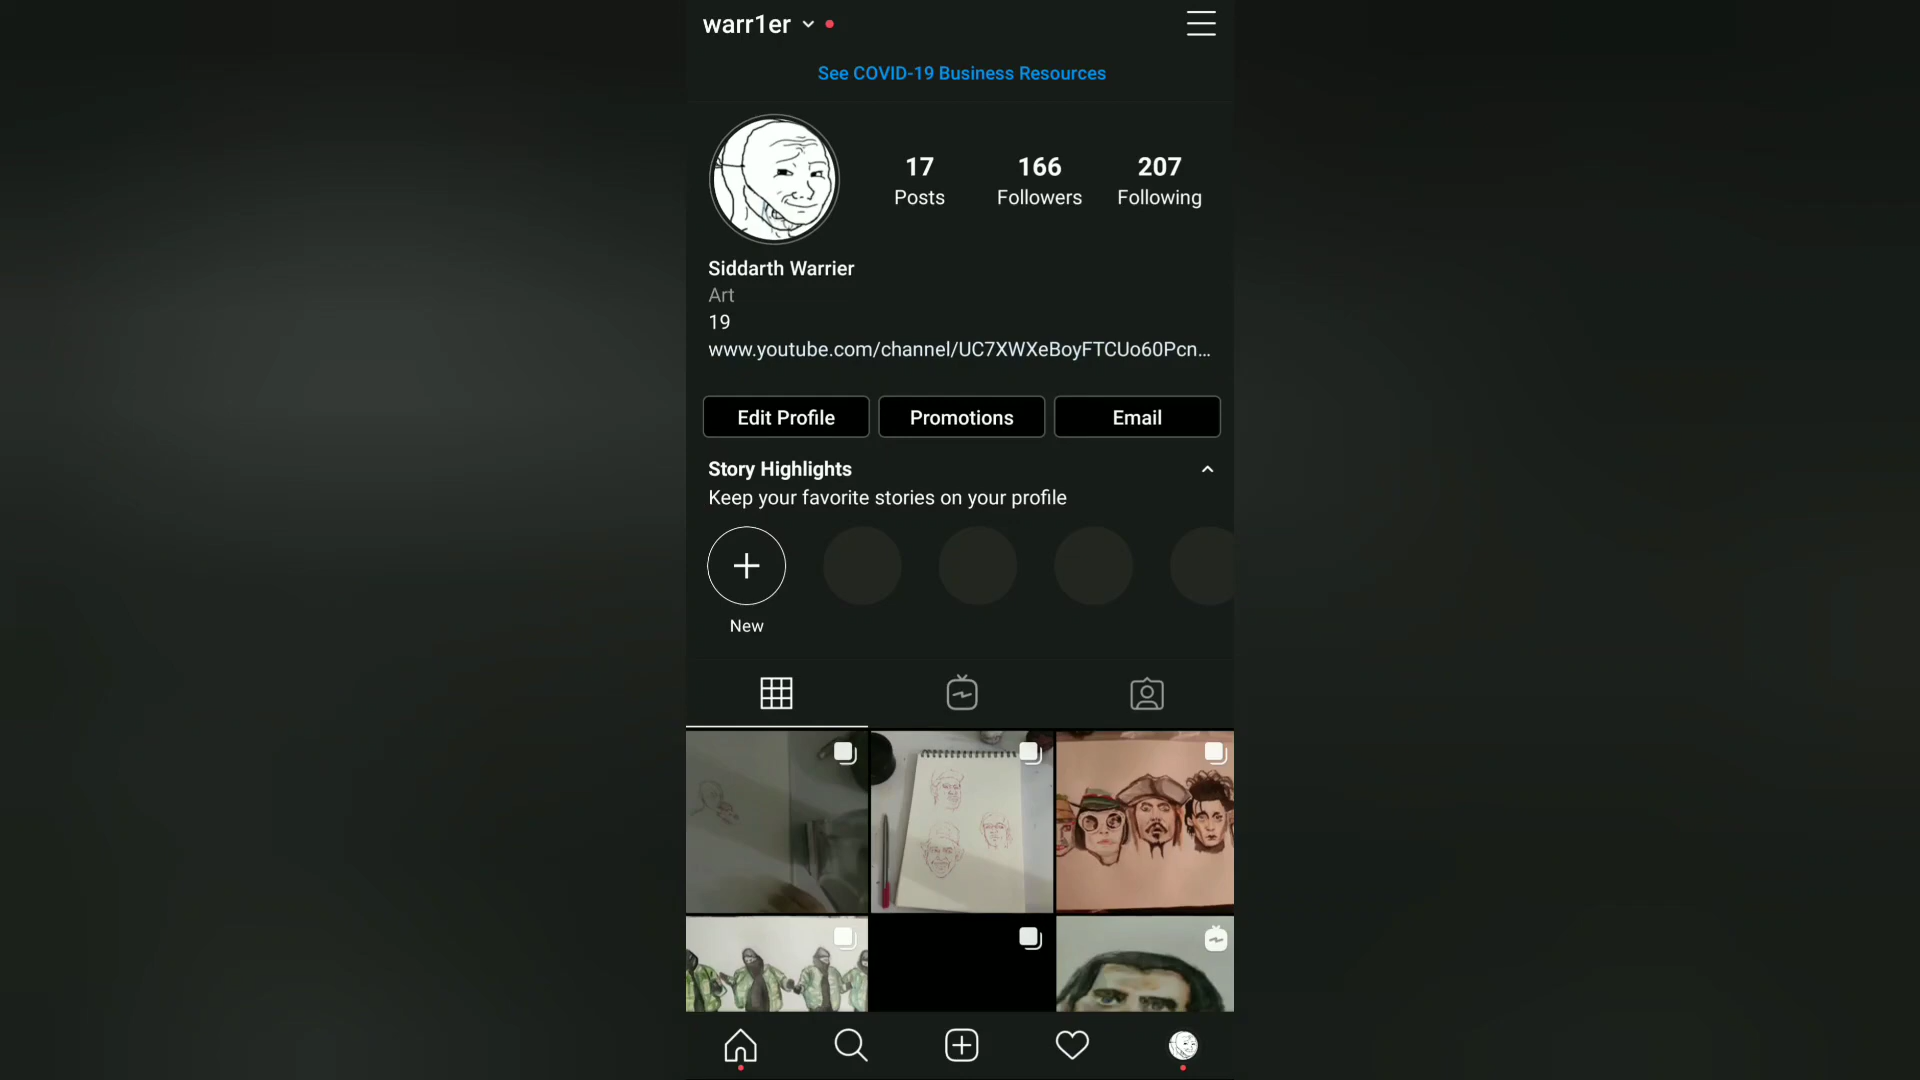 warr1er
See COVID-19 Business Resources
17 166 207
Posts Followers Following
Siddarth Warrier
Art
19
www.youtube.com/channel/UC7XWXeBoyFTCUo60Pcn...
Edit Profile Promotions Email
Story Highlights
Keep your favorite stories on your profile
New